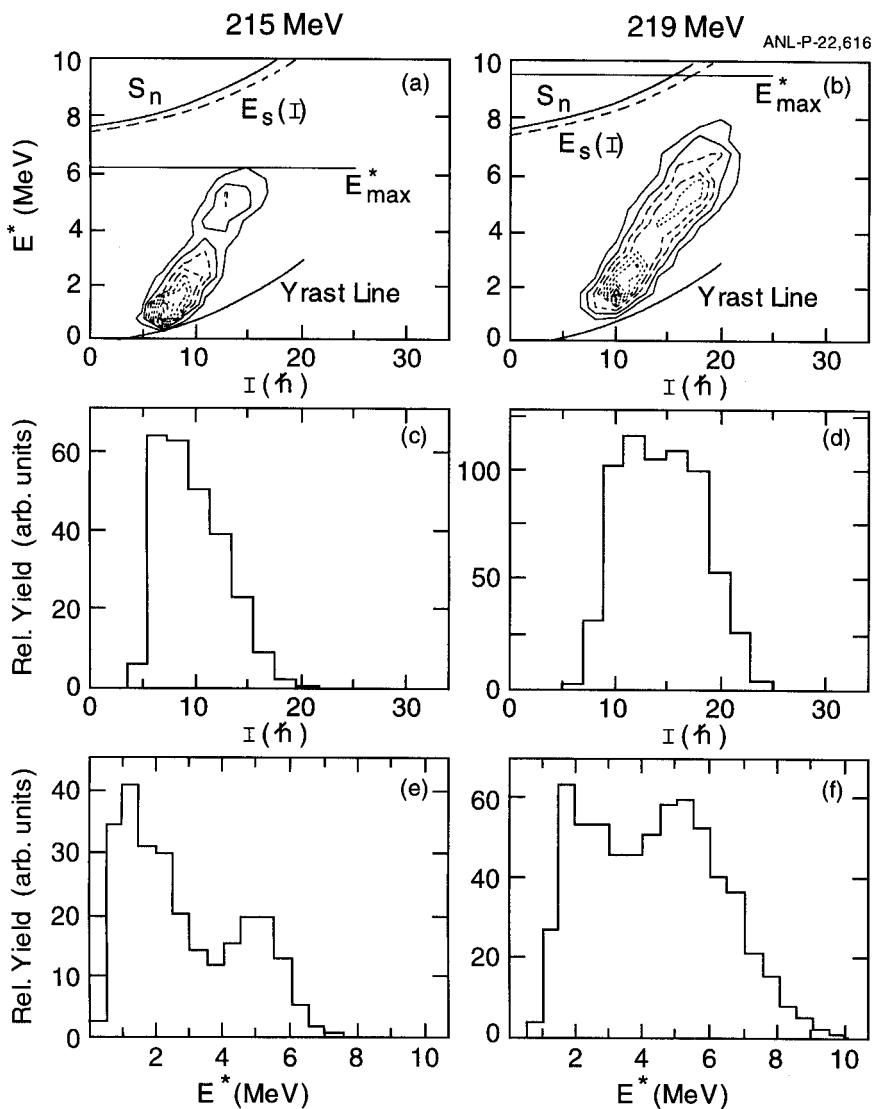 215 MeV
219 MeV
ANL-P-22,616
E* (MeV)
10
8
6
4
2
0
(a)
S_n
E_s(I)
E*_max
Yrast Line
0
10
20
30
I(ħ)
10
8
6
4
2
0
(b)
S_n
E*_max
E_s(I)
Yrast Line
0
10
20
30
I(ħ)
Rel. Yield (arb. units)
60
40
20
0
(c)
0
10
20
30
I(ħ)
100
50
0
(d)
0
10
20
30
I(ħ)
Rel. Yield (arb. units)
40
30
20
10
0
(e)
2
4
6
8
10
E* (MeV)
60
40
20
0
(f)
2
4
6
8
10
E* (MeV)